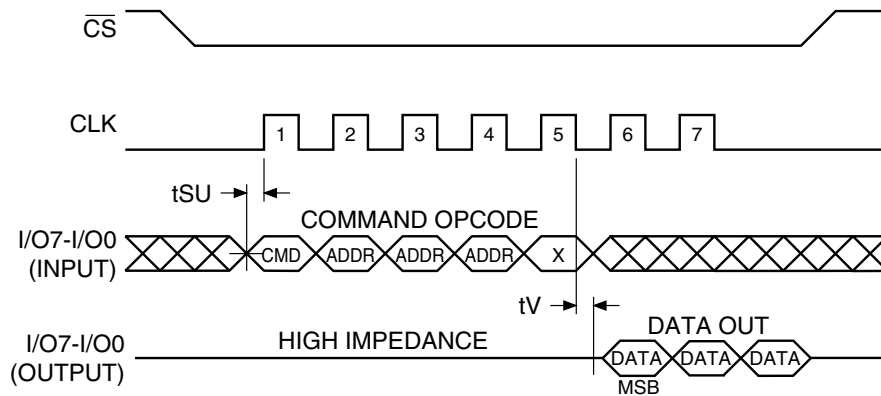 CS
CLK
1 2 3 4 5 6 7
tSU
COMMAND OPCODE
I/O7-I/O0
(INPUT)
CMD ADDR ADDR ADDR X
tV
HIGH IMPEDANCE
DATA OUT
I/O7-I/O0
(OUTPUT)
DATA DATA DATA
MSB